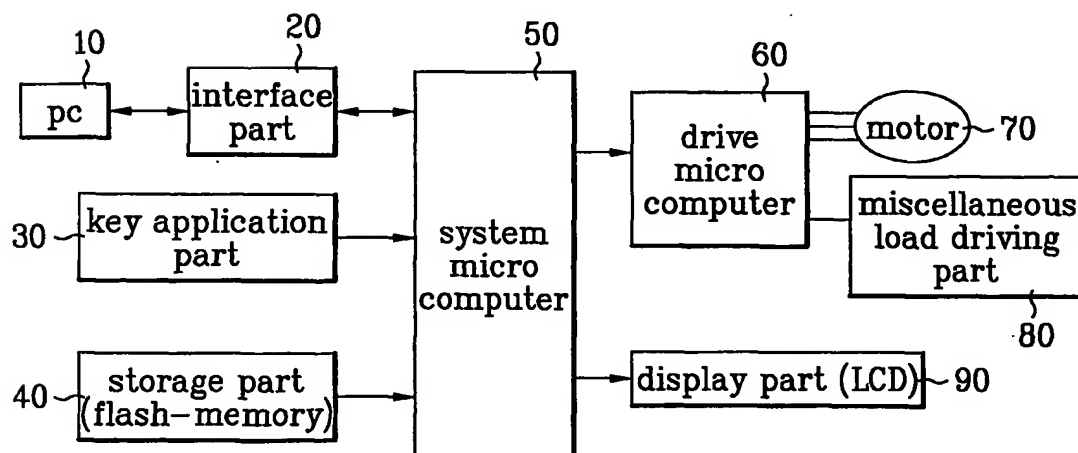 10
pc
20
interface
part
30
key application
part
40
storage part
(flash-memory)
50
system
micro
computer
60
drive
micro
computer
motor
70
miscellaneous
load driving
part
80
display part (LCD)
90